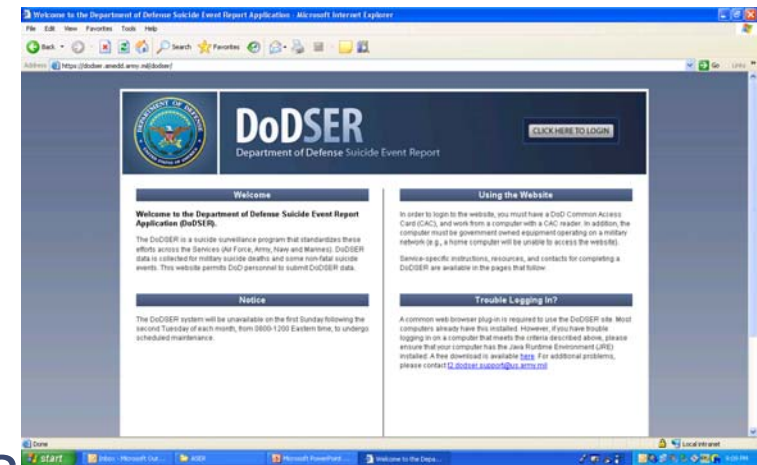 Welcome to the Department of Defense Suicide Event Report Application - Microsoft Internet Explorer
File Edit View Favorites Tools Help
Back Search Favorites
Address https://dodser.amedd.army.mil/dodser/ Go Links
DoDSER
Department of Defense Suicide Event Report
CLICK HERE TO LOGIN
Welcome
Welcome to the Department of Defense Suicide Event Report
Application (DoDSER).
The DoDSER is a suicide surveillance program that standardizes these
efforts across the Services (Air Force, Army, Navy and Marines). DoDSER
data is collected for military suicide deaths and some non-fatal suicide
events. This website permits DoD personnel to submit DoDSER data.
Notice
The DoDSER system will be unavailable on the first Sunday following the
second Tuesday of each month, from 0800-1200 Eastern time, to undergo
scheduled maintenance.
Using the Website
In order to login to the website, you must have a DoD Common Access
Card (CAC), and work from a computer with a CAC reader. In addition, the
computer must be government owned equipment operating on a military
network (e.g., a home computer will be unable to access the website).
Service-specific instructions, resources, and contacts for completing a
DoDSER are available in the pages that follow.
Trouble Logging In?
A common web browser plug-in is required to use the DoDSER site. Most
computers already have this installed. However, if you have trouble
logging in on a computer that meets the criteria described above, please
ensure that your computer has the Java Runtime Environment (JRE)
installed. A free download is available here. For additional problems,
please contact t2.dodser.support@us.army.mil
Done Local intranet
start Inbox - Microsoft Out... ASER Microsoft PowerPoint ... Welcome to the Depa...